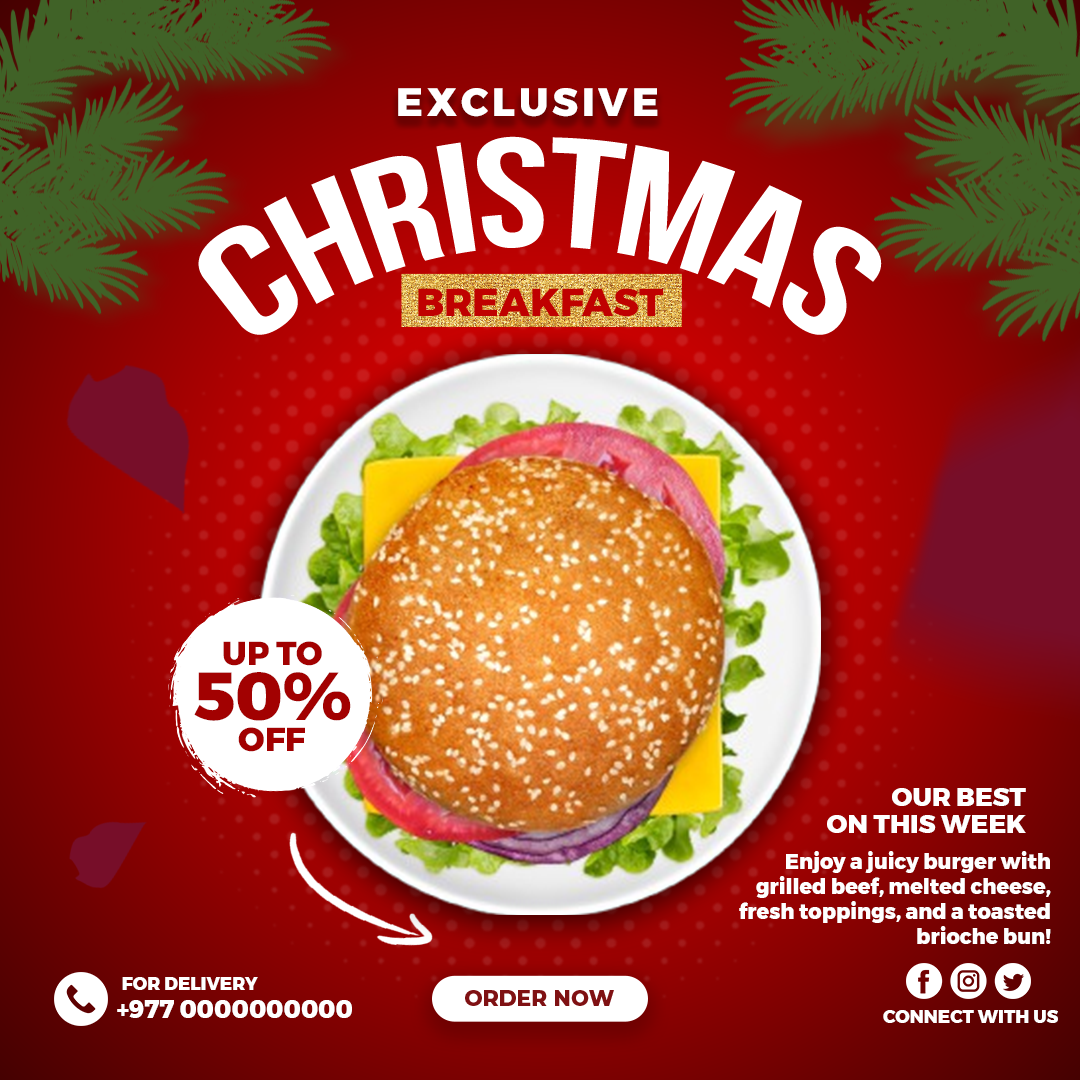 EXCLUSIVE
CHRISTMAS
BREAKFAST
UP TO
50%
OFF
OUR BEST
ON THIS WEEK
Enjoy a juicy burger with
grilled beef, melted cheese,
fresh toppings, and a toasted
brioche bun!
FOR DELIVERY
+977 0000000000
ORDER NOW
CONNECT WITH US